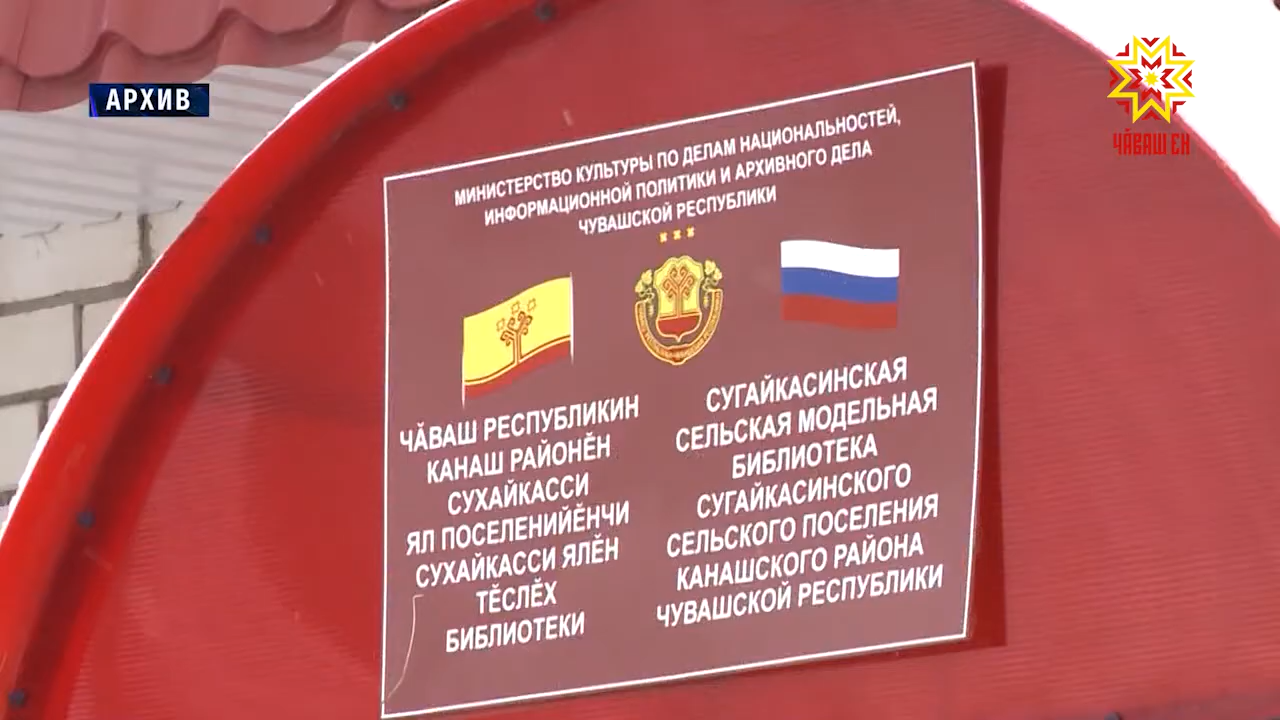 АРХИВ
ЧӐВАШ ЕН
МИНИСТЕРСТВО КУЛЬТУРЫ ПО ДЕЛАМ НАЦИОНАЛЬНОСТЕЙ,
ИНФОРМАЦИОННОЙ ПОЛИТИКИ И АРХИВНОГО ДЕЛА
ЧУВАШСКОЙ РЕСПУБЛИКИ
ЧӐВАШ РЕСПУБЛИКИН
КАНАШ РАЙОНӖН
СУХАЙКАССИ
ЯЛ ПОСЕЛЕНИЙӖНЧИ
СУХАЙКАССИ ЯЛӖН
ТӖСЛӖХ
БИБЛИОТЕКИ
СУГАЙКАСИНСКАЯ
СЕЛЬСКАЯ МОДЕЛЬНАЯ
БИБЛИОТЕКА
СУГАЙКАСИНСКОГО
СЕЛЬСКОГО ПОСЕЛЕНИЯ
КАНАШСКОГО РАЙОНА
ЧУВАШСКОЙ РЕСПУБЛИКИ